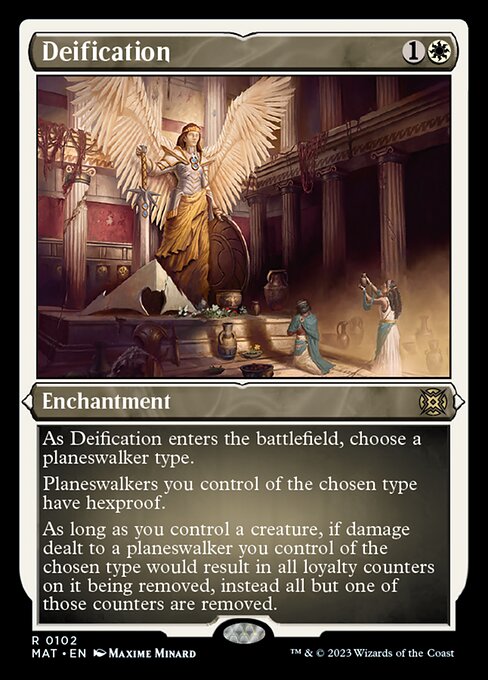 Deification 1
Enchantment
As Deification enters the battlefield, choose a
planeswalker type.
Planeswalkers you control of the chosen type
have hexproof.
As long as you control a creature, if damage
dealt to a planeswalker you control of the
chosen type would result in all loyalty counters
on it being removed, instead all but one of
those counters are removed.
R 0102
MAT • EN Maxime Minard ™ & © 2023 Wizards of the Coast